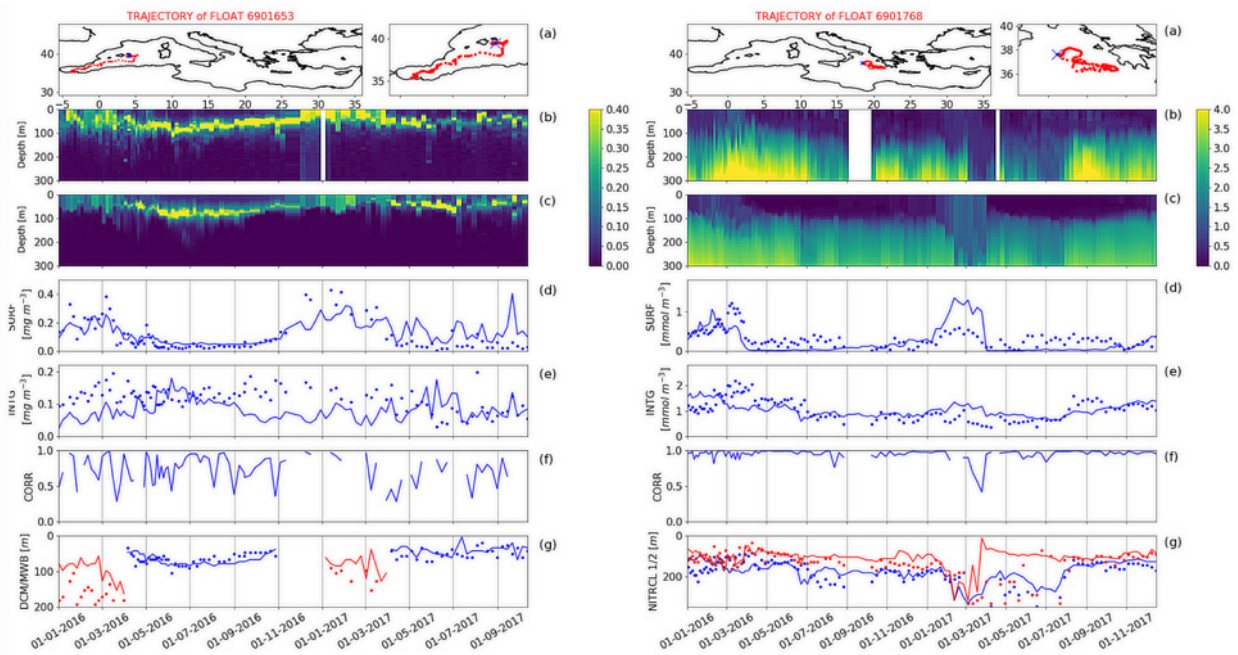 TRAJECTORY of FLOAT 6901653
(a)
40
35
30
-5 0 5 10 15 20 25 30 35
40
35
Depth [m]
0
100
200
300
(b)
Depth [m]
0
100
200
300
(c)
0.40
0.35
0.30
0.25
0.20
0.15
0.10
0.05
0.00
SURF
[mg m⁻³]
0.4
0.2
0.0
(d)
INTG
[mg m⁻³]
0.2
0.1
0.0
(e)
CORR
1.0
0.5
0.0
(f)
DCM/MWB [m]
0
100
200
(g)
01-01-2016 01-03-2016 01-05-2016 01-07-2016 01-09-2016 01-11-2016 01-01-2017 01-03-2017 01-05-2017 01-07-2017 01-09-2017
TRAJECTORY of FLOAT 6901768
(a)
40
35
30
-5 0 5 10 15 20 25 30 35
38
36
Depth [m]
0
100
200
300
(b)
Depth [m]
0
100
200
300
(c)
4.0
3.5
3.0
2.5
2.0
1.5
1.0
0.5
0.0
SURF
[mmol m⁻³]
1
0
(d)
INTG
[mmol m⁻³]
2
1
0
(e)
CORR
1.0
0.5
0.0
(f)
NITRCL 1/2 [m]
0
200
(g)
01-01-2016 01-03-2016 01-05-2016 01-07-2016 01-09-2016 01-11-2016 01-01-2017 01-03-2017 01-05-2017 01-07-2017 01-09-2017 01-11-2017